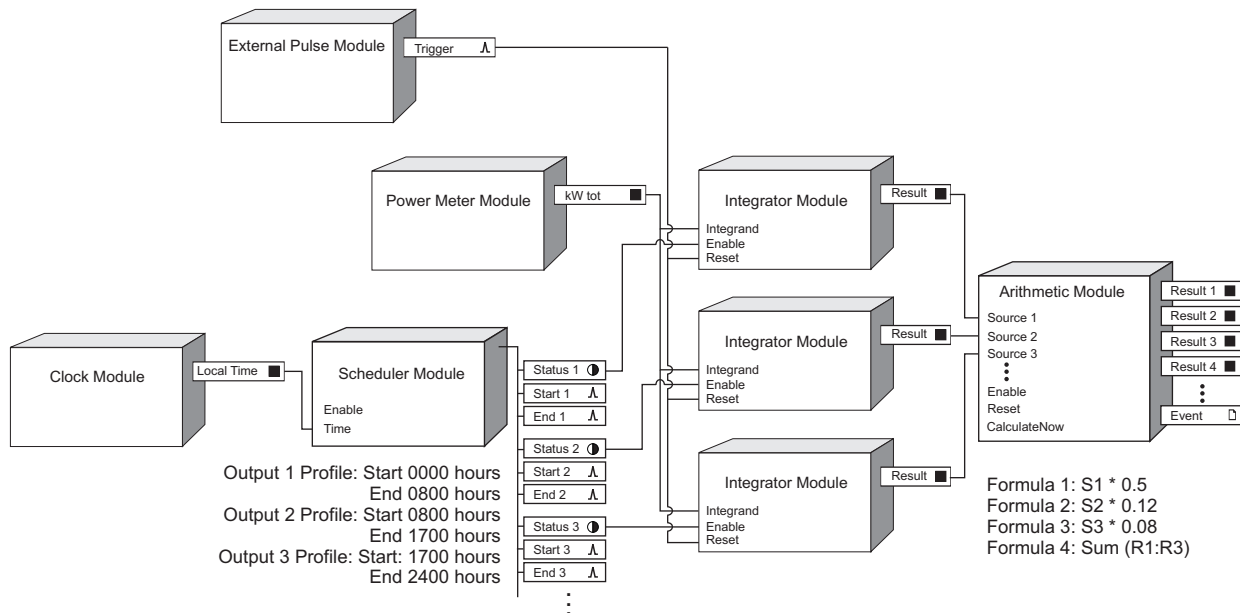 External Pulse Module
Trigger
Power Meter Module
kW tot
Integrator Module
Integrand
Enable
Reset
Result
Clock Module
Local Time
Scheduler Module
Enable
Time
Status 1
Start 1
End 1
Status 2
Start 2
End 2
Status 3
Start 3
End 3
Output 1 Profile: Start 0000 hours
End 0800 hours
Output 2 Profile: Start 0800 hours
End 1700 hours
Output 3 Profile: Start: 1700 hours
End 2400 hours
Integrator Module
Integrand
Enable
Reset
Result
Integrator Module
Integrand
Enable
Reset
Result
Arithmetic Module
Source 1
Source 2
Source 3
Enable
Reset
CalculateNow
Result 1
Result 2
Result 3
Result 4
Event
Formula 1: S1 * 0.5
Formula 2: S2 * 0.12
Formula 3: S3 * 0.08
Formula 4: Sum (R1:R3)